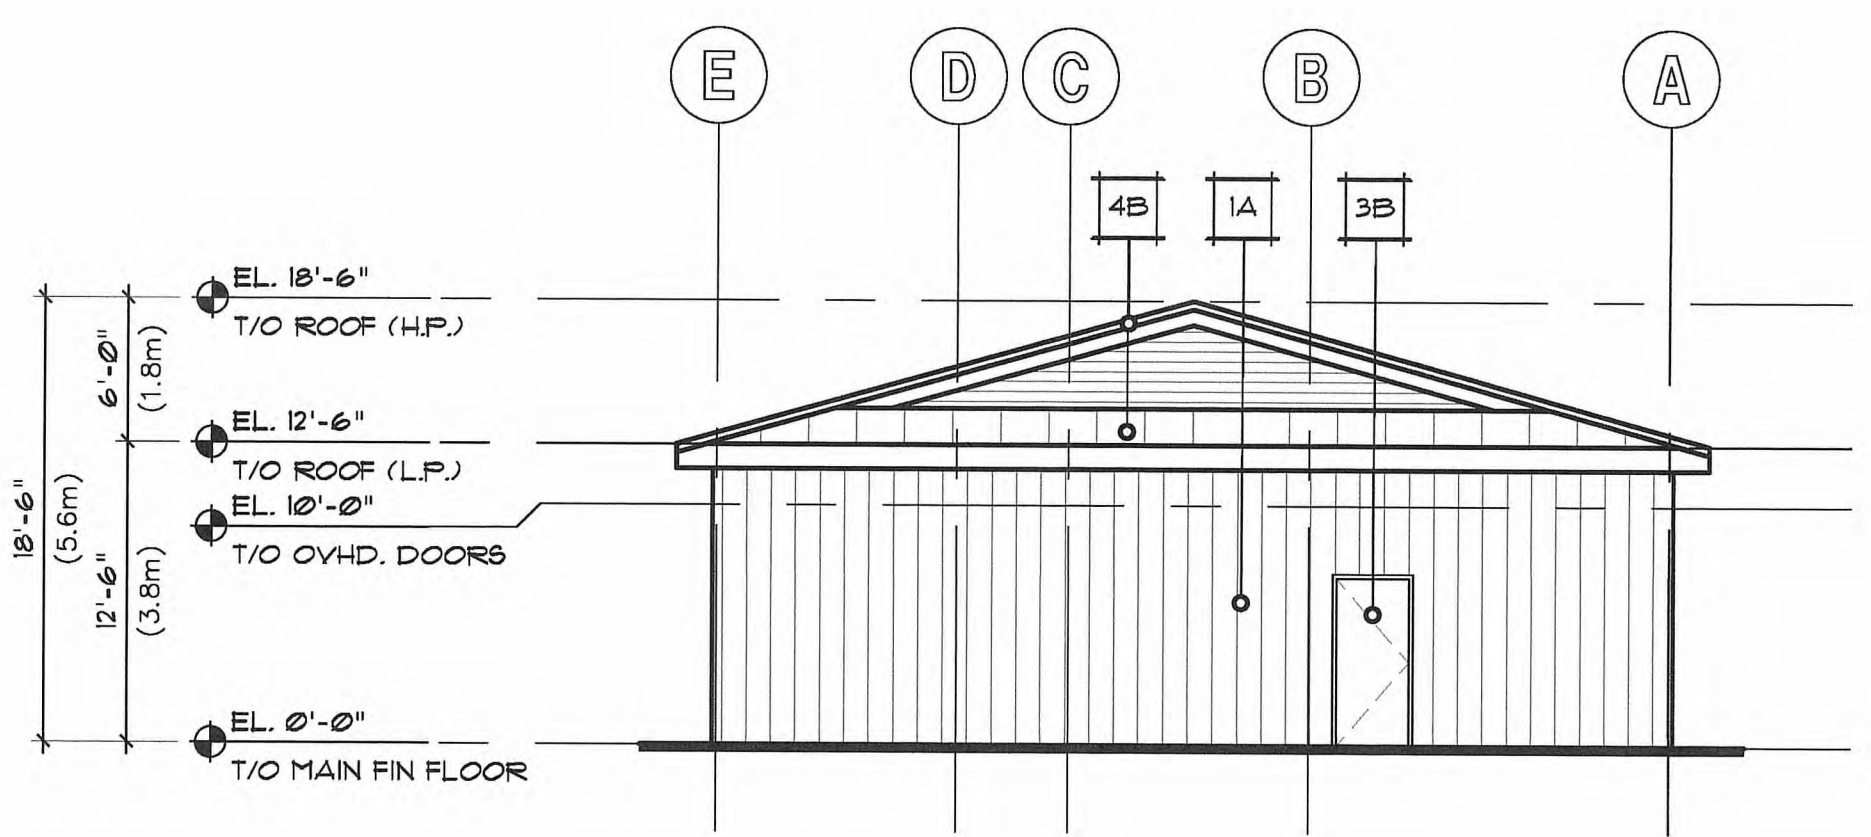 E D C B A
4B 1A 3B
EL. 18'-6"
T/O ROOF (H.P.)
6'-0"
(1.8m)
EL. 12'-6"
T/O ROOF (L.P.)
18'-6"
(5.6m)
EL. 10'-0"
T/O OVHD. DOORS
12'-6"
(3.8m)
EL. 0'-0"
T/O MAIN FIN FLOOR